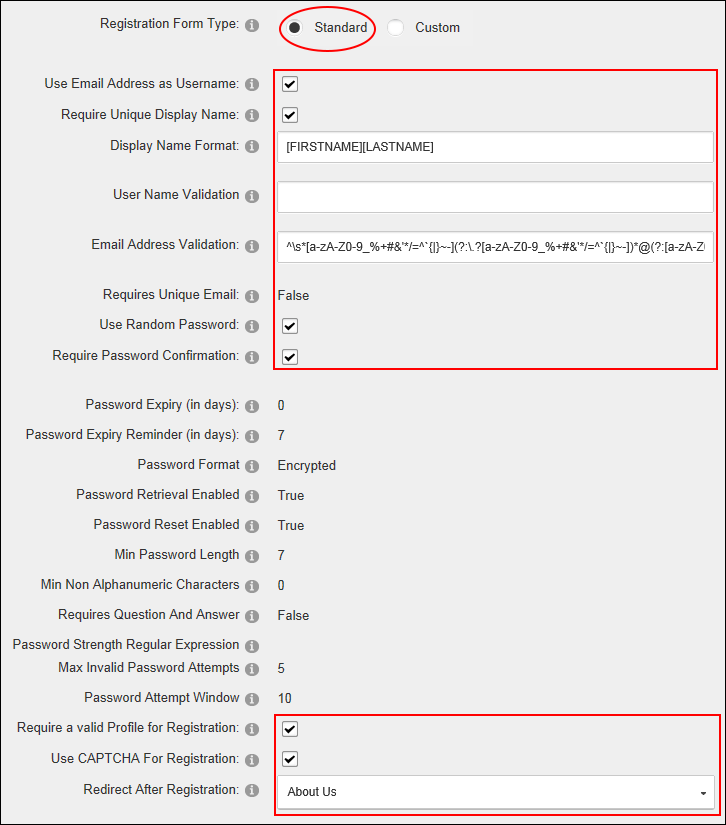 Registration Form Type: Standard Custom
Use Email Address as Username:
Require Unique Display Name:
Display Name Format: [FIRSTNAME][LASTNAME]
User Name Validation
Email Address Validation: ^\s*[a-zA-Z0-9_%+#&'*/=^`{|}~-](?:\.?[a-zA-Z0-9_%+#&'*/=^`{|}~-])*@(?:[a-zA-Z(
Requires Unique Email: False
Use Random Password:
Require Password Confirmation:
Password Expiry (in days): 0
Password Expiry Reminder (in days): 7
Password Format Encrypted
Password Retrieval Enabled True
Password Reset Enabled True
Min Password Length 7
Min Non Alphanumeric Characters 0
Requires Question And Answer False
Password Strength Regular Expression
Max Invalid Password Attempts 5
Password Attempt Window 10
Require a valid Profile for Registration:
Use CAPTCHA For Registration:
Redirect After Registration: About Us